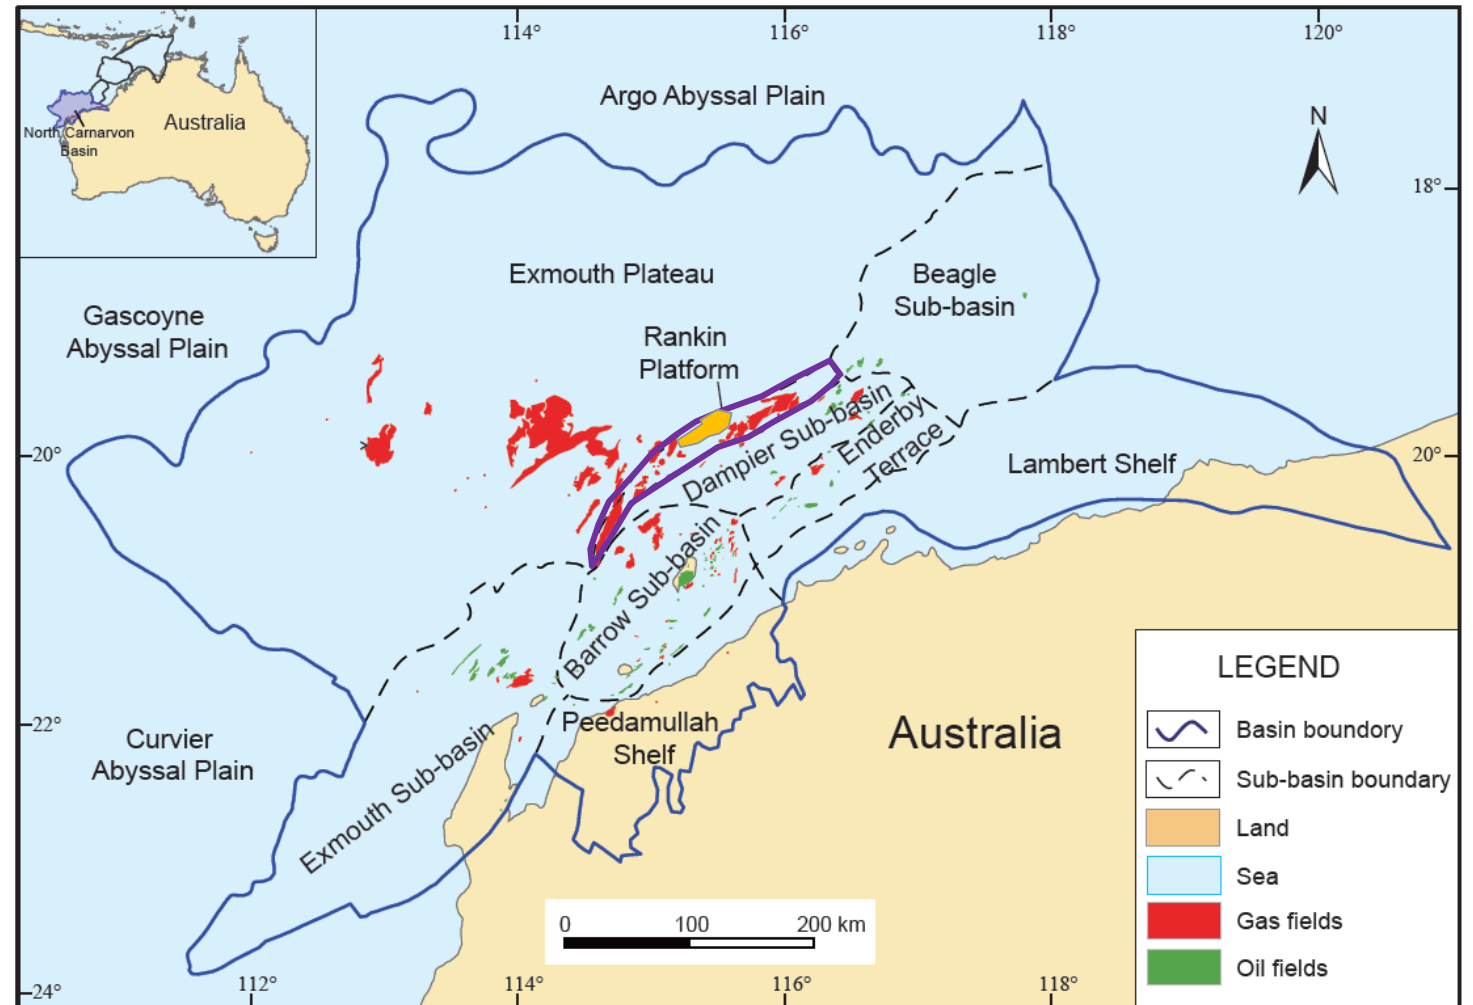 114°
116°
118°
120°
Australia
North Carnarvon
Basin
Argo Abyssal Plain
N
18°
18°
Exmouth Plateau
Beagle
Sub-basin
Gascoyne
Abyssal Plain
Rankin
Platform
20°
20°
Dampier Sub-basin
Enderby
Terrace
Lambert Shelf
Barrow Sub-basin
22°
Peedamullah
Shelf
Exmouth Sub-basin
Curvier
Abyssal Plain
Australia
LEGEND
Basin boundory
Sub-basin boundary
Land
Sea
Gas fields
Oil fields
0 100 200 km
24°
112°
114°
116°
118°